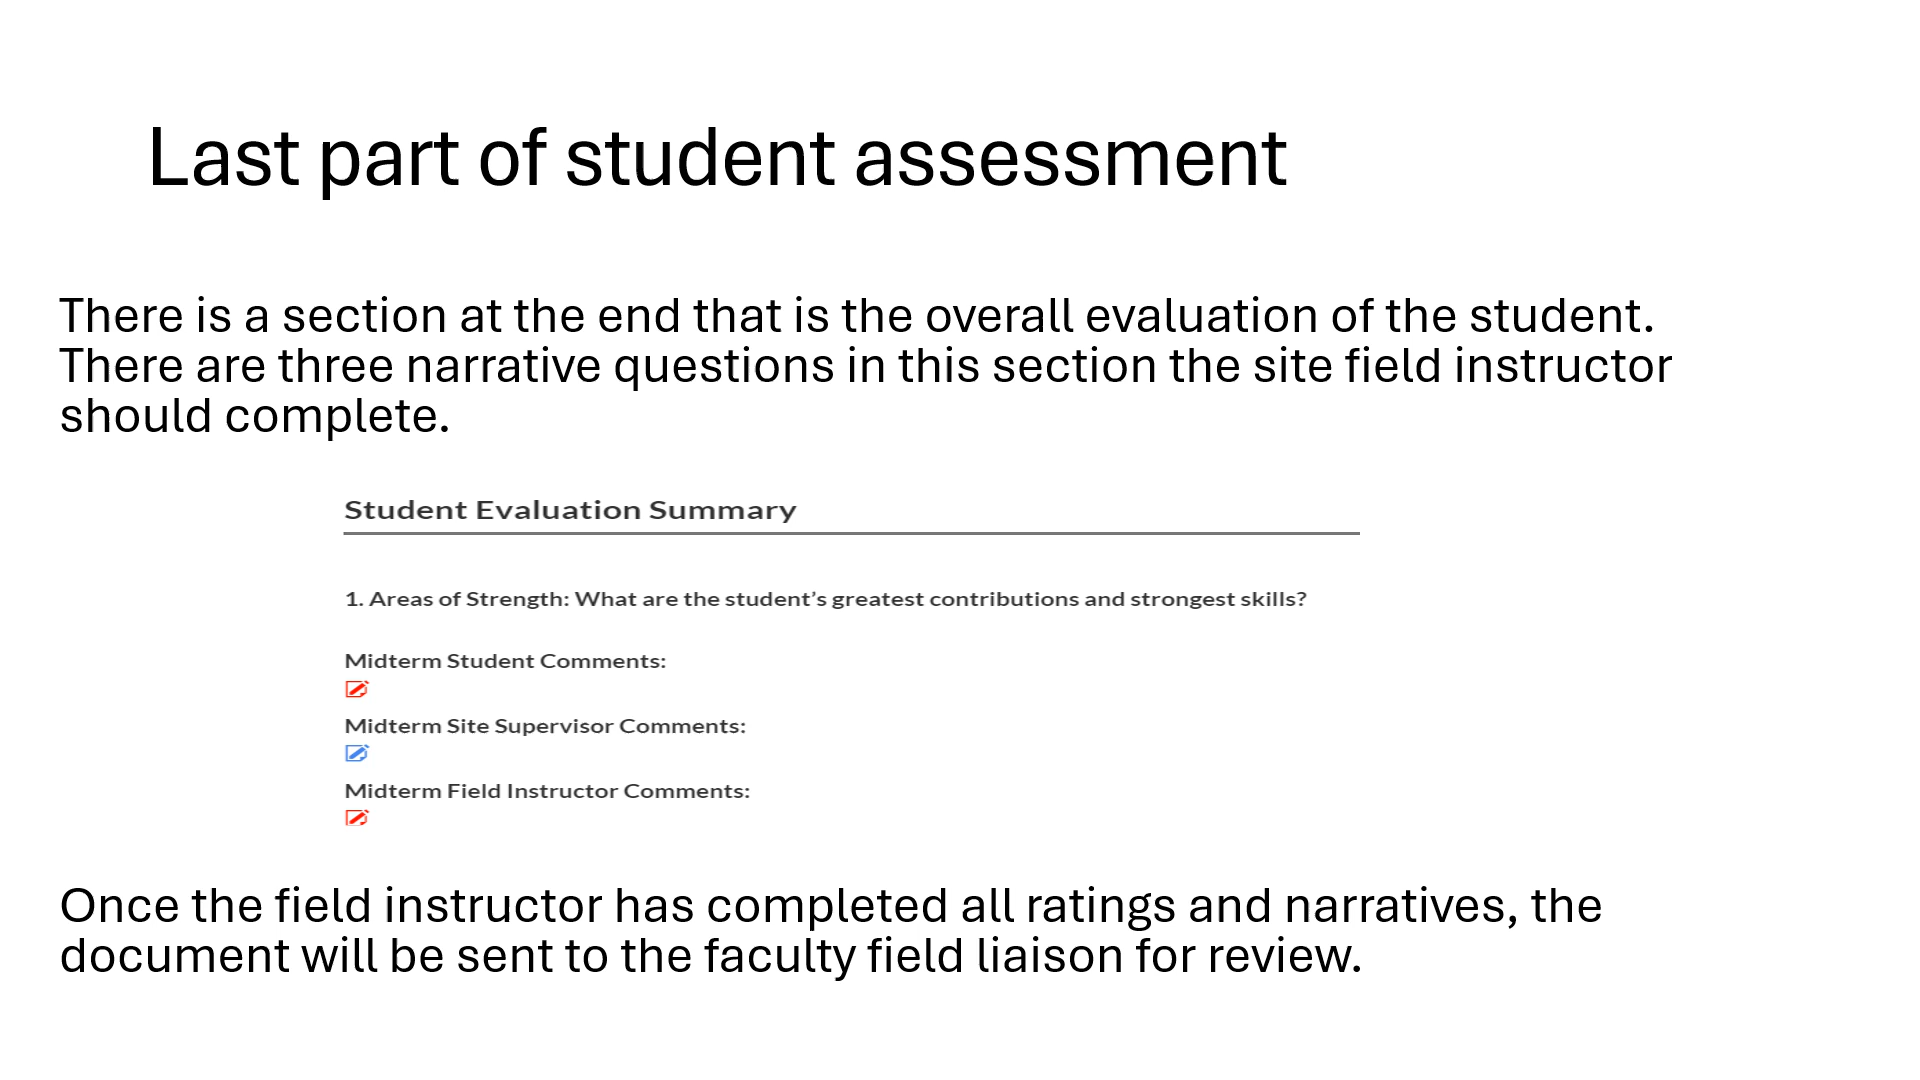 Last part of student assessment
There is a section at the end that is the overall evaluation of the student.
There are three narrative questions in this section the site field instructor
should complete.
Student Evaluation Summary
1. Areas of Strength: What are the student’s greatest contributions and strongest skills?
Midterm Student Comments:
Midterm Site Supervisor Comments:
Midterm Field Instructor Comments:
Once the field instructor has completed all ratings and narratives, the
document will be sent to the faculty field liaison for review.